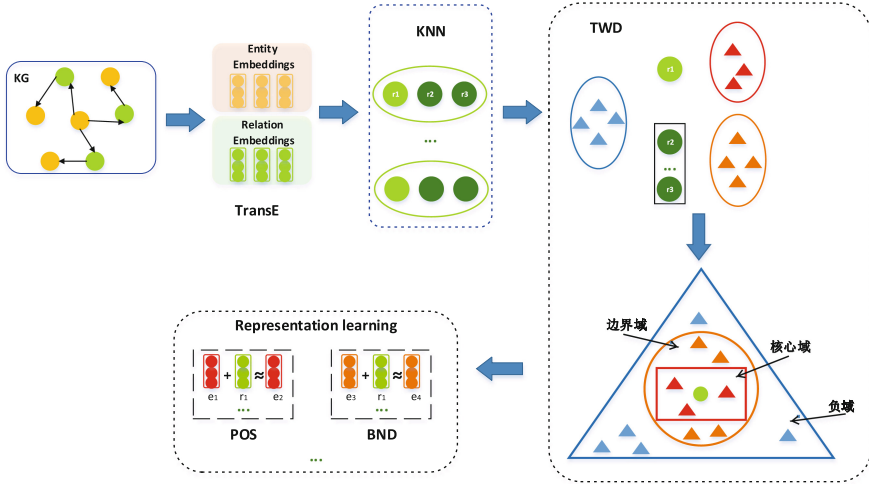 KG
Entity
Embeddings
Relation
Embeddings
TransE
KNN
r1 r2 r3
...
TWD
r1
r2
...
r3
边界域
核心域
负域
Representation learning
+ ≈ + ≈
e1 r1 e2 e3 r1 e4
... ...
POS BND
...